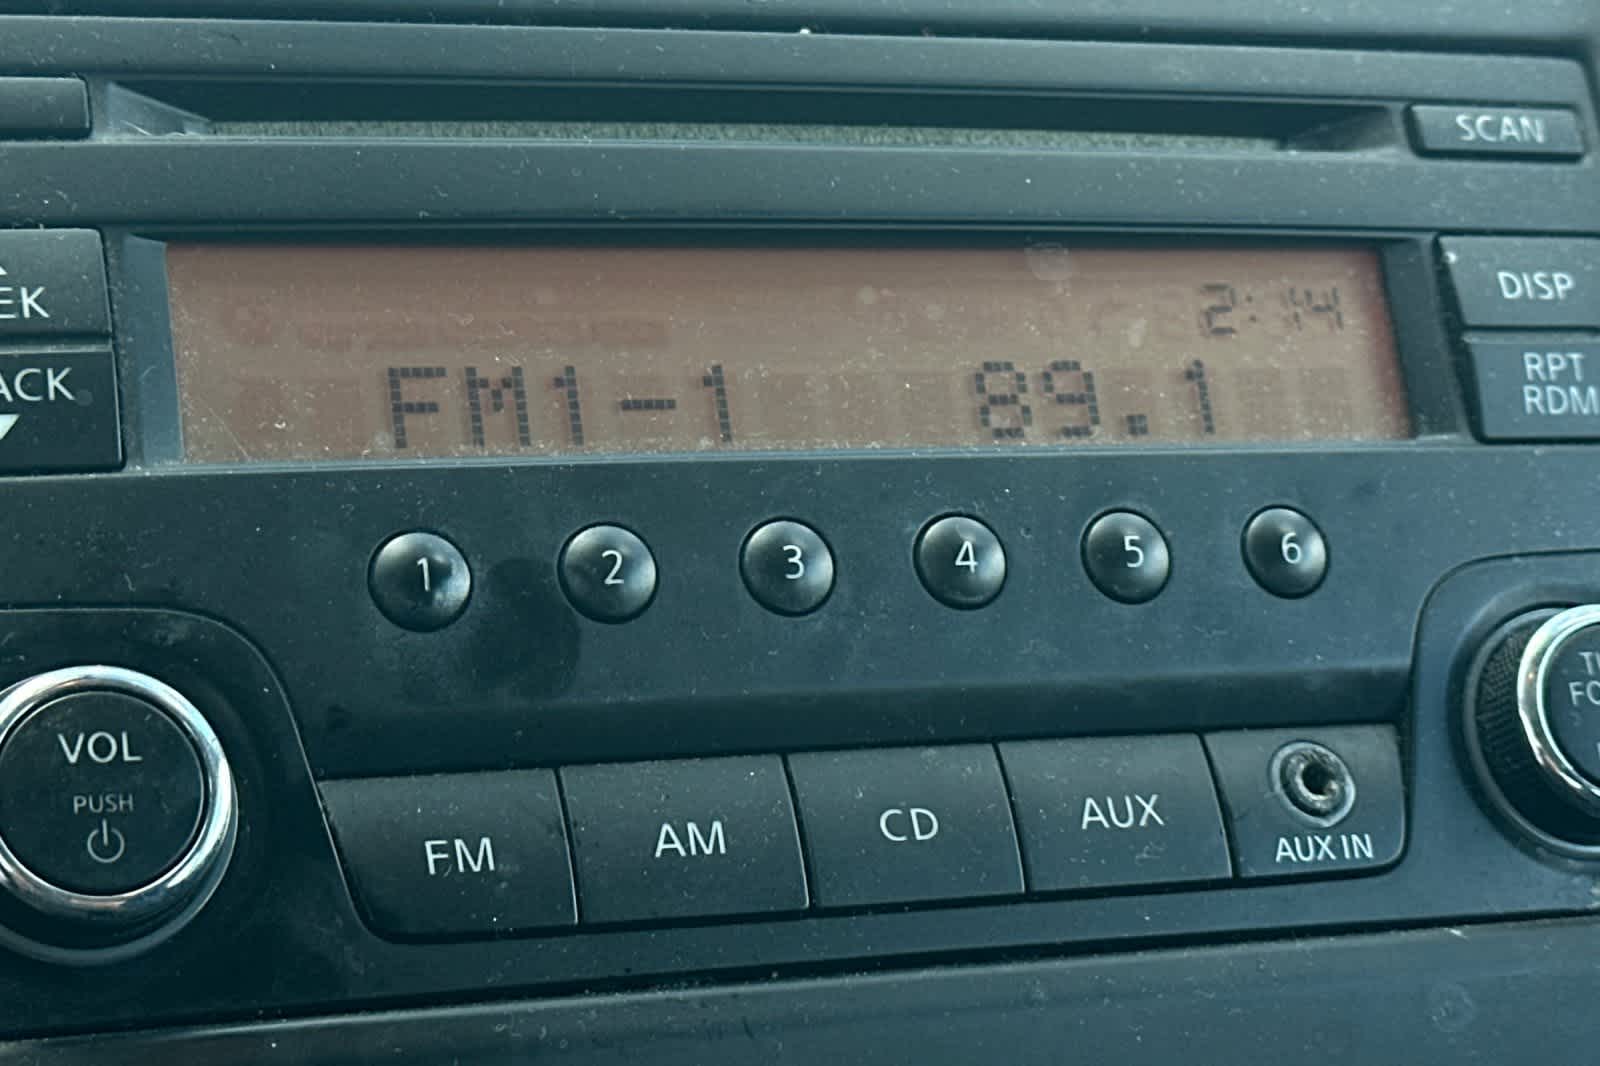 SCAN
EK
ACK
2:14
FM1-1 89.1
DISP
RPT
RDM
1 2 3 4 5 6
VOL
PUSH
FM AM CD AUX
AUX IN